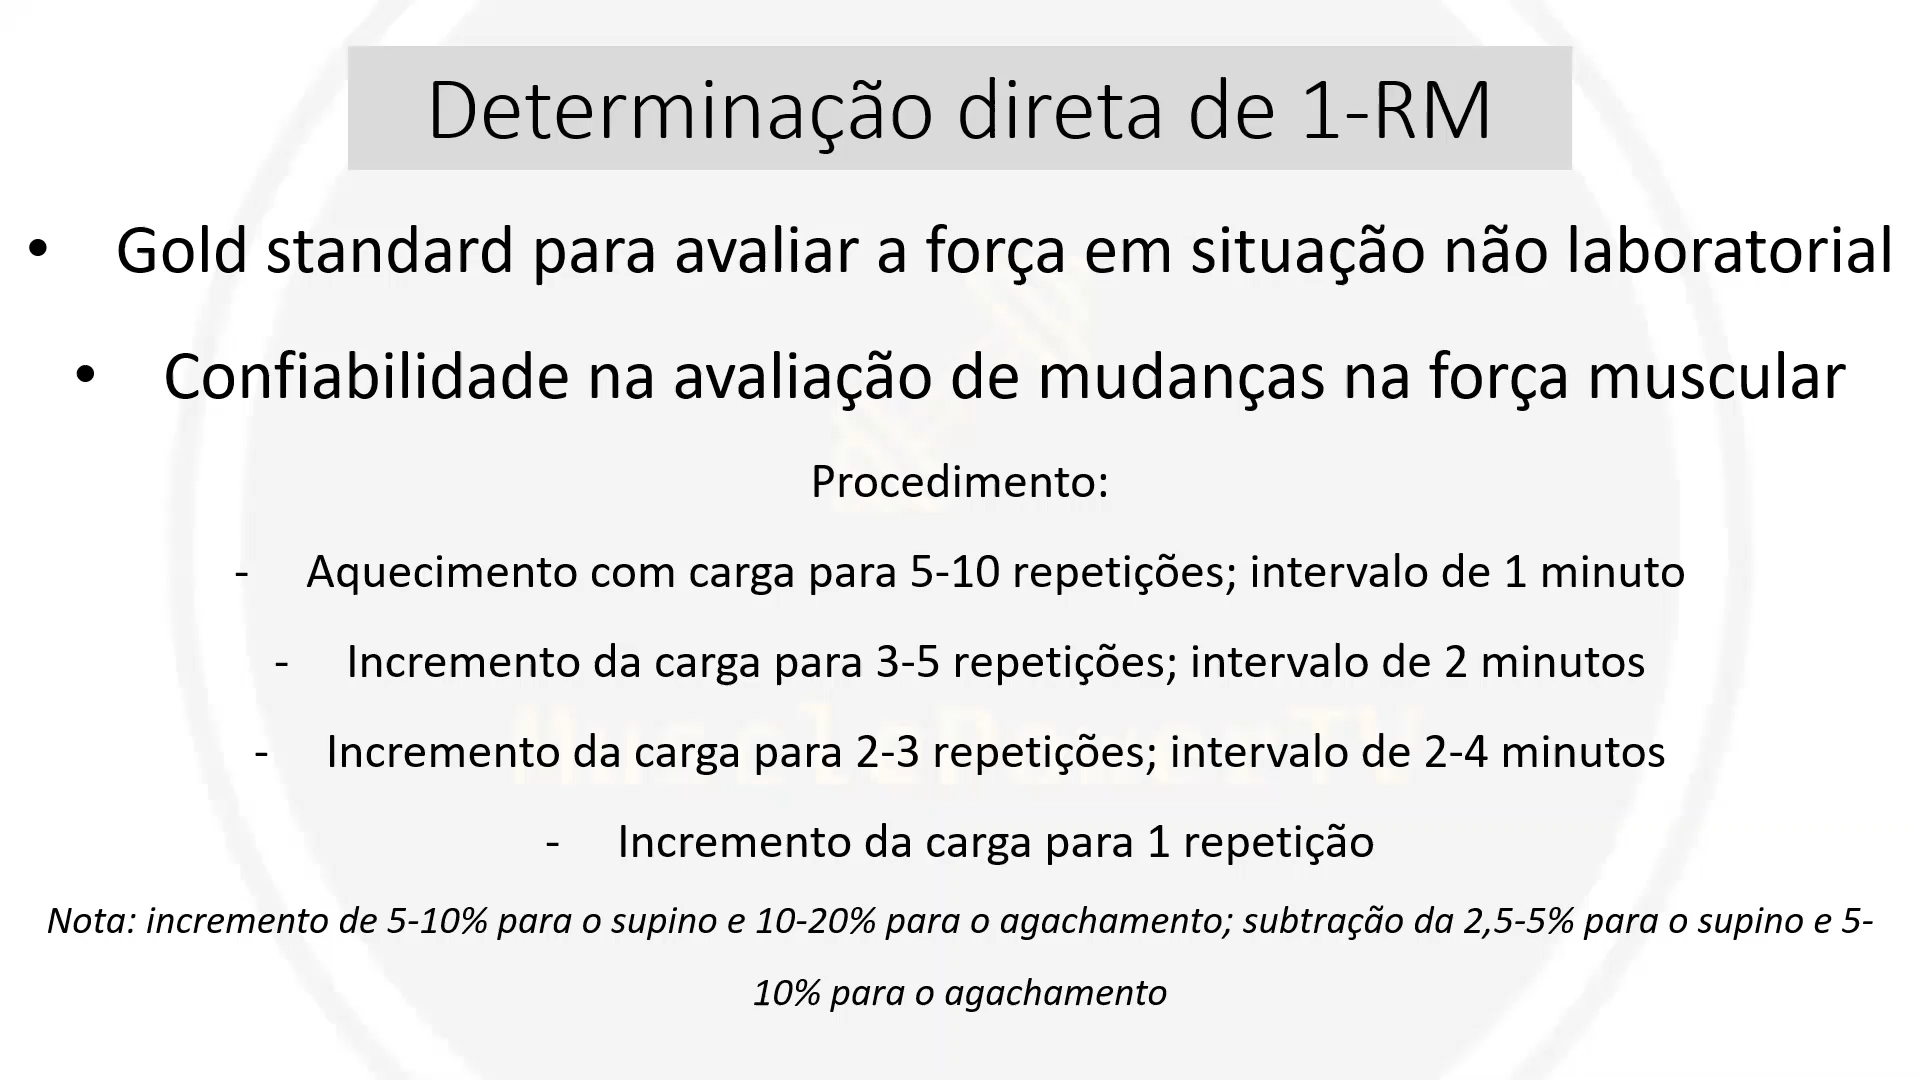 Determinação direta de 1-RM
• Gold standard para avaliar a força em situação não laboratorial
• Confiabilidade na avaliação de mudanças na força muscular
Procedimento:
- Aquecimento com carga para 5-10 repetições; intervalo de 1 minuto
- Incremento da carga para 3-5 repetições; intervalo de 2 minutos
- Incremento da carga para 2-3 repetições; intervalo de 2-4 minutos
- Incremento da carga para 1 repetição
Nota: incremento de 5-10% para o supino e 10-20% para o agachamento; subtração da 2,5-5% para o supino e 5-
10% para o agachamento